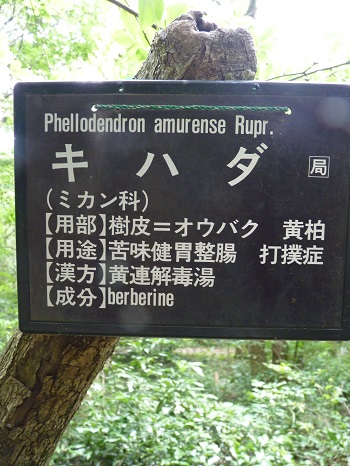 Phellodendron amurense Rupr.
キハダ 局
(ミカン科)
【用部】樹皮＝オウバク 黄柏
【用途】苦味健胃整腸 打撲症
【漢方】黄連解毒湯
【成分】berberine